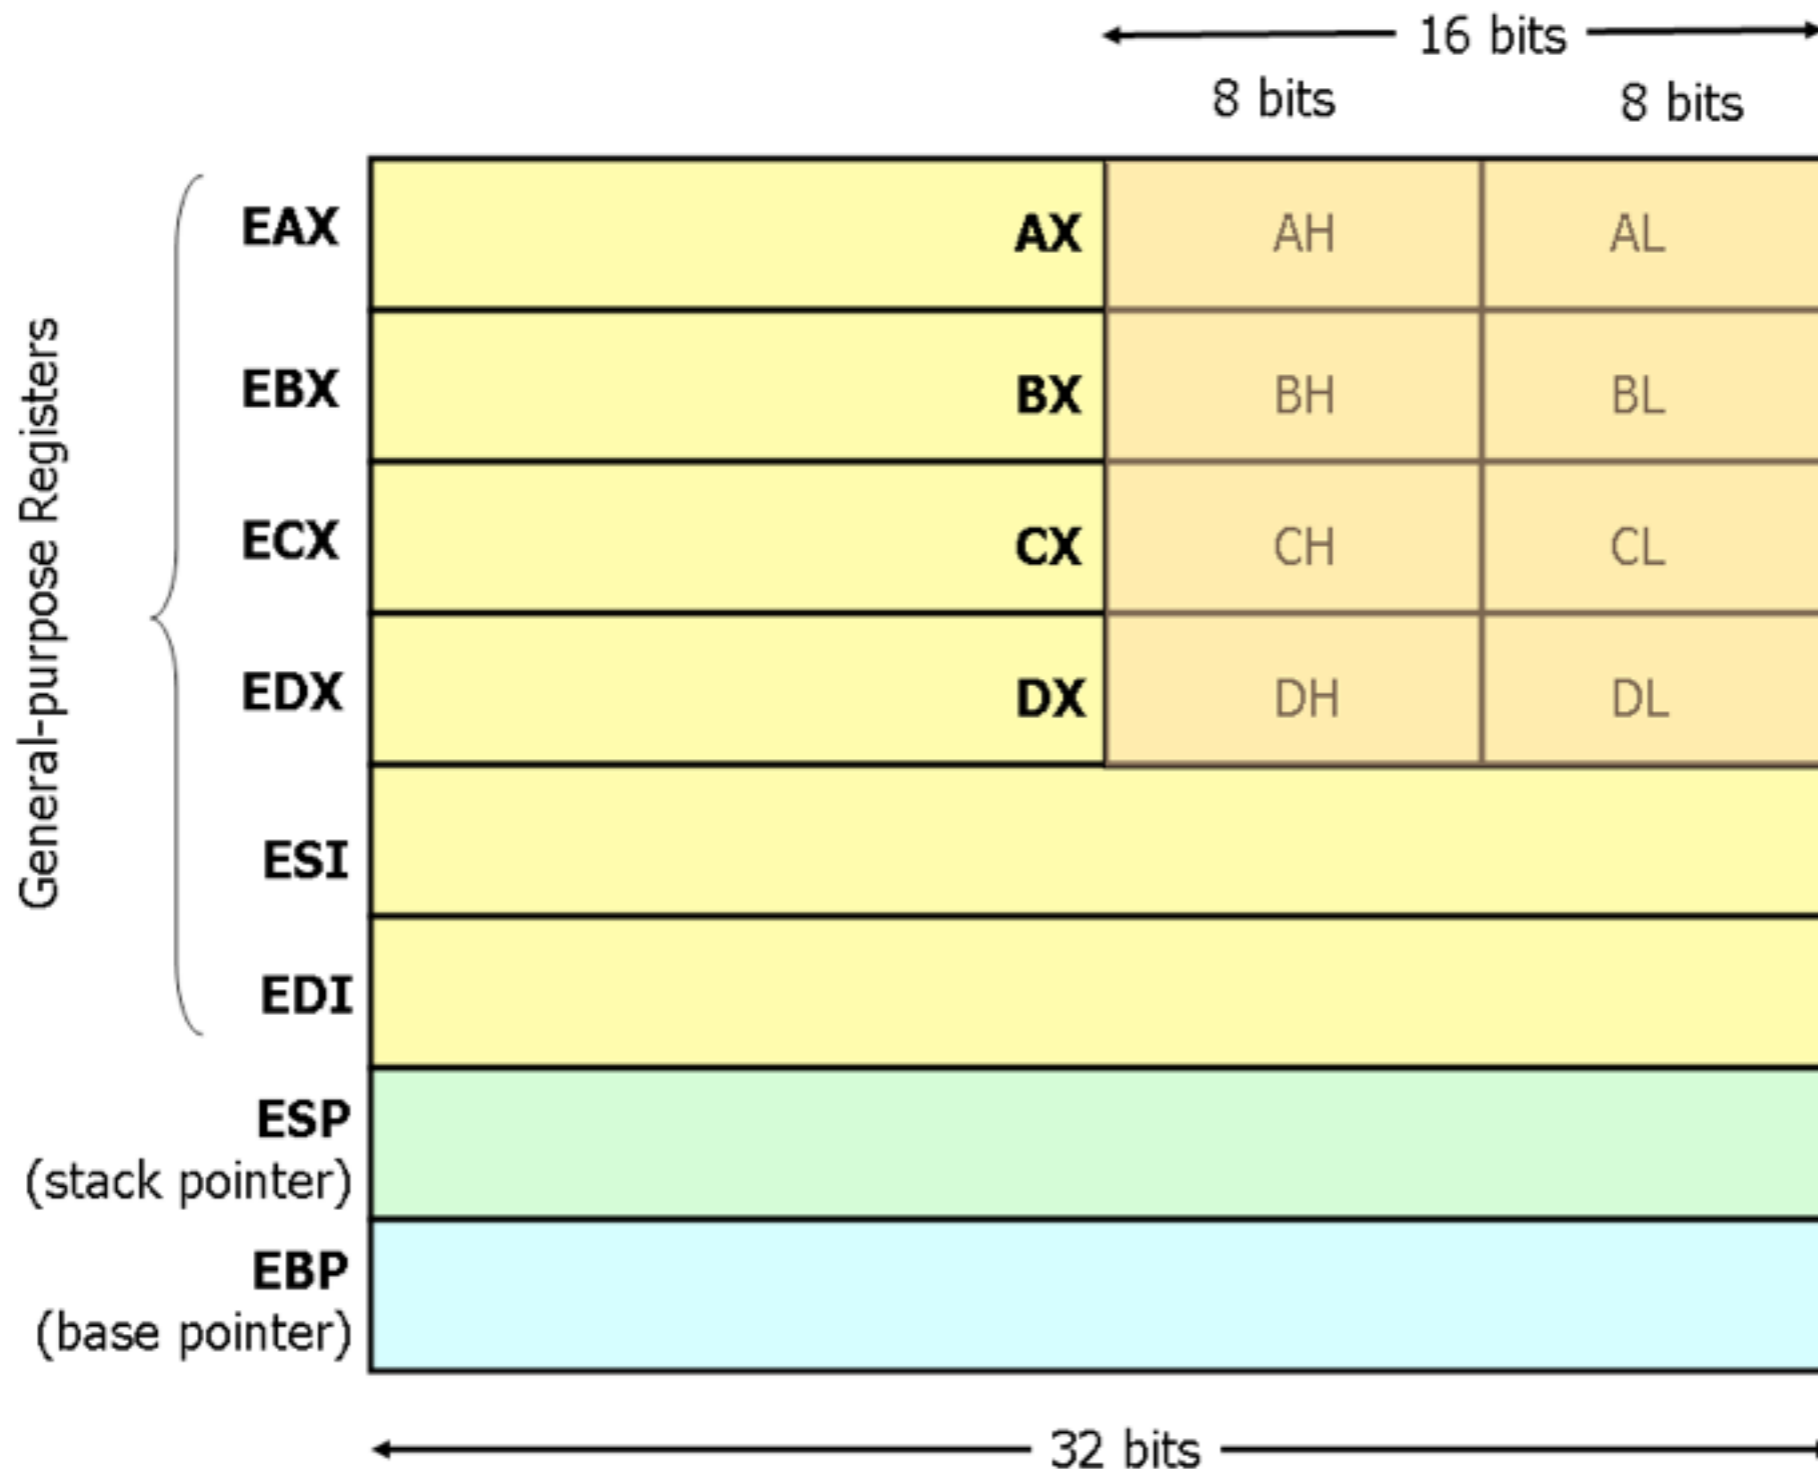 16 bits
8 bits 8 bits
General-purpose Registers
EAX AX AH AL
EBX BX BH BL
ECX CX CH CL
EDX DX DH DL
ESI
EDI
ESP
(stack pointer)
EBP
(base pointer)
32 bits